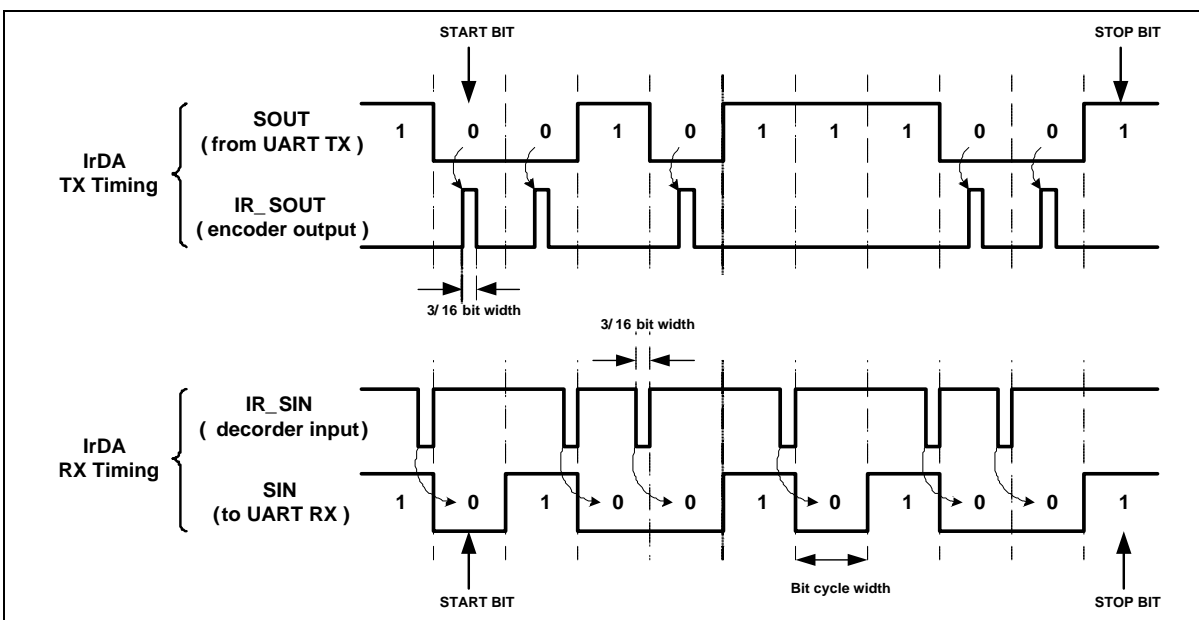 START BIT
STOP BIT
SOUT
( from UART TX )
1 0 0 1 0 1 1 1 0 0 1
IrDA
TX Timing
IR_SOUT
( encoder output )
3/ 16 bit width
3/ 16 bit width
IR_SIN
( decorder input)
IrDA
RX Timing
SIN
(to UART RX )
1 0 1 0 0 1 0 1 0 0 1
Bit cycle width
START BIT
STOP BIT